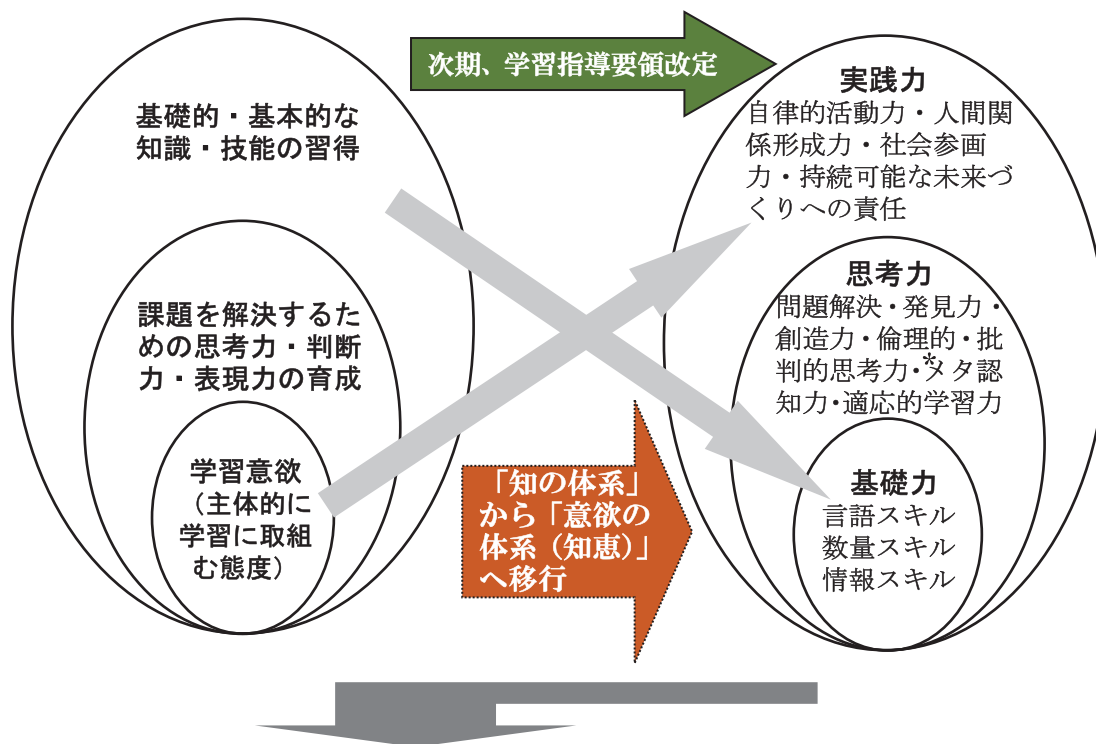 次期、学習指導要領改定
基礎的・基本的な
知識・技能の習得
課題を解決するた
めの思考力・判断
力・表現力の育成
学習意欲
（主体的に
学習に取組
む態度）
「知の体系」
から「意欲の
体系（知恵）」
へ移行
実践力
自律的活動力・人間関
係形成力・社会参画
力・持続可能な未来づ
くりへの責任
思考力
問題解決・発見力・
創造力・倫理的・批
判的思考力・*メタ認
知力・適応的学習力
基礎力
言語スキル
数量スキル
情報スキル